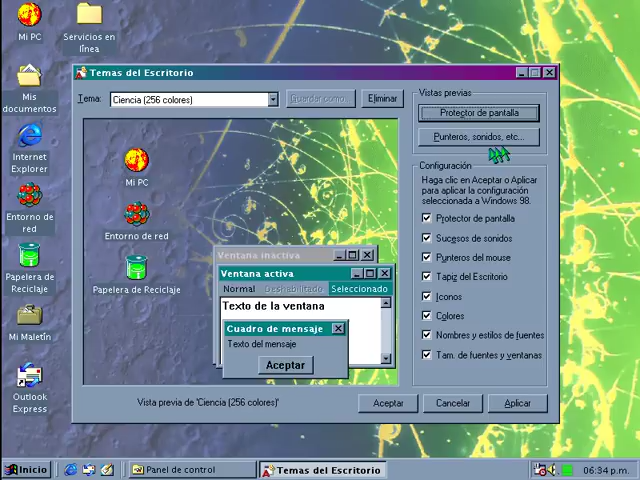 Mi PC
Servicios en
línea
Mis
documentos
Internet
Explorer
Entorno de
red
Papelera de
Reciclaje
Mi Maletín
Outlook
Express
Temas del Escritorio
Tema:
Ciencia (256 colores)
Guardar como...
Eliminar
Mi PC
Entorno de red
Papelera de Reciclaje
Ventana inactiva
Ventana activa
Normal Deshabilitado Seleccionado
Texto de la ventana
Cuadro de mensaje
Texto del mensaje
Aceptar
Vista previa de 'Ciencia (256 colores)'
Vistas previas
Protector de pantalla
Punteros, sonidos, etc...
Configuración
Haga clic en Aceptar o Aplicar
para aplicar la configuración
seleccionada a Windows 98.
Protector de pantalla
Sucesos de sonidos
Punteros del mouse
Tapiz del Escritorio
Iconos
Colores
Nombres y estilos de fuentes
Tam. de fuentes y ventanas
Aceptar
Cancelar
Aplicar
Inicio
Panel de control
Temas del Escritorio
06:34 p.m.